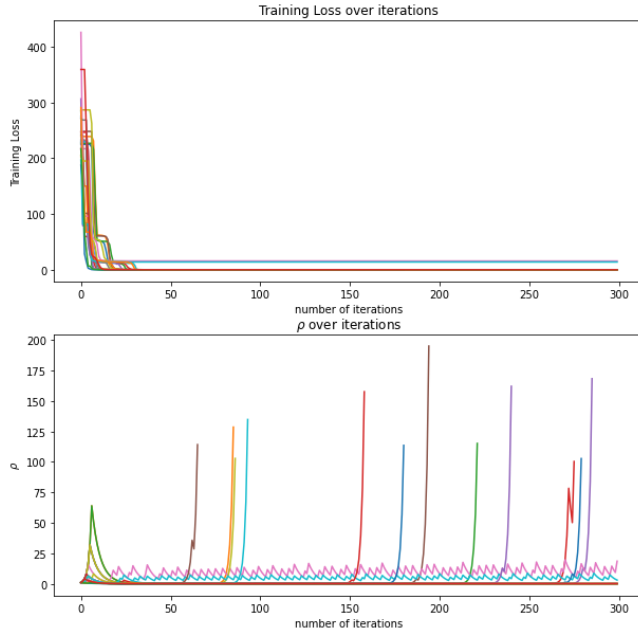 Training Loss over iterations
400
300
200
100
0
Training Loss
0 50 100 150 200 250 300
number of iterations
ρ over iterations
200
175
150
125
100
75
50
25
0
ρ
0 50 100 150 200 250 300
number of iterations